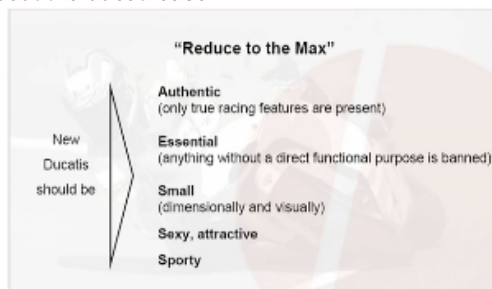 “Reduce to the Max”
New
Ducatis
should be
Authentic
(only true racing features are present)
Essential
(anything without a direct functional purpose is banned)
Small
(dimensionally and visually)
Sexy, attractive
Sporty